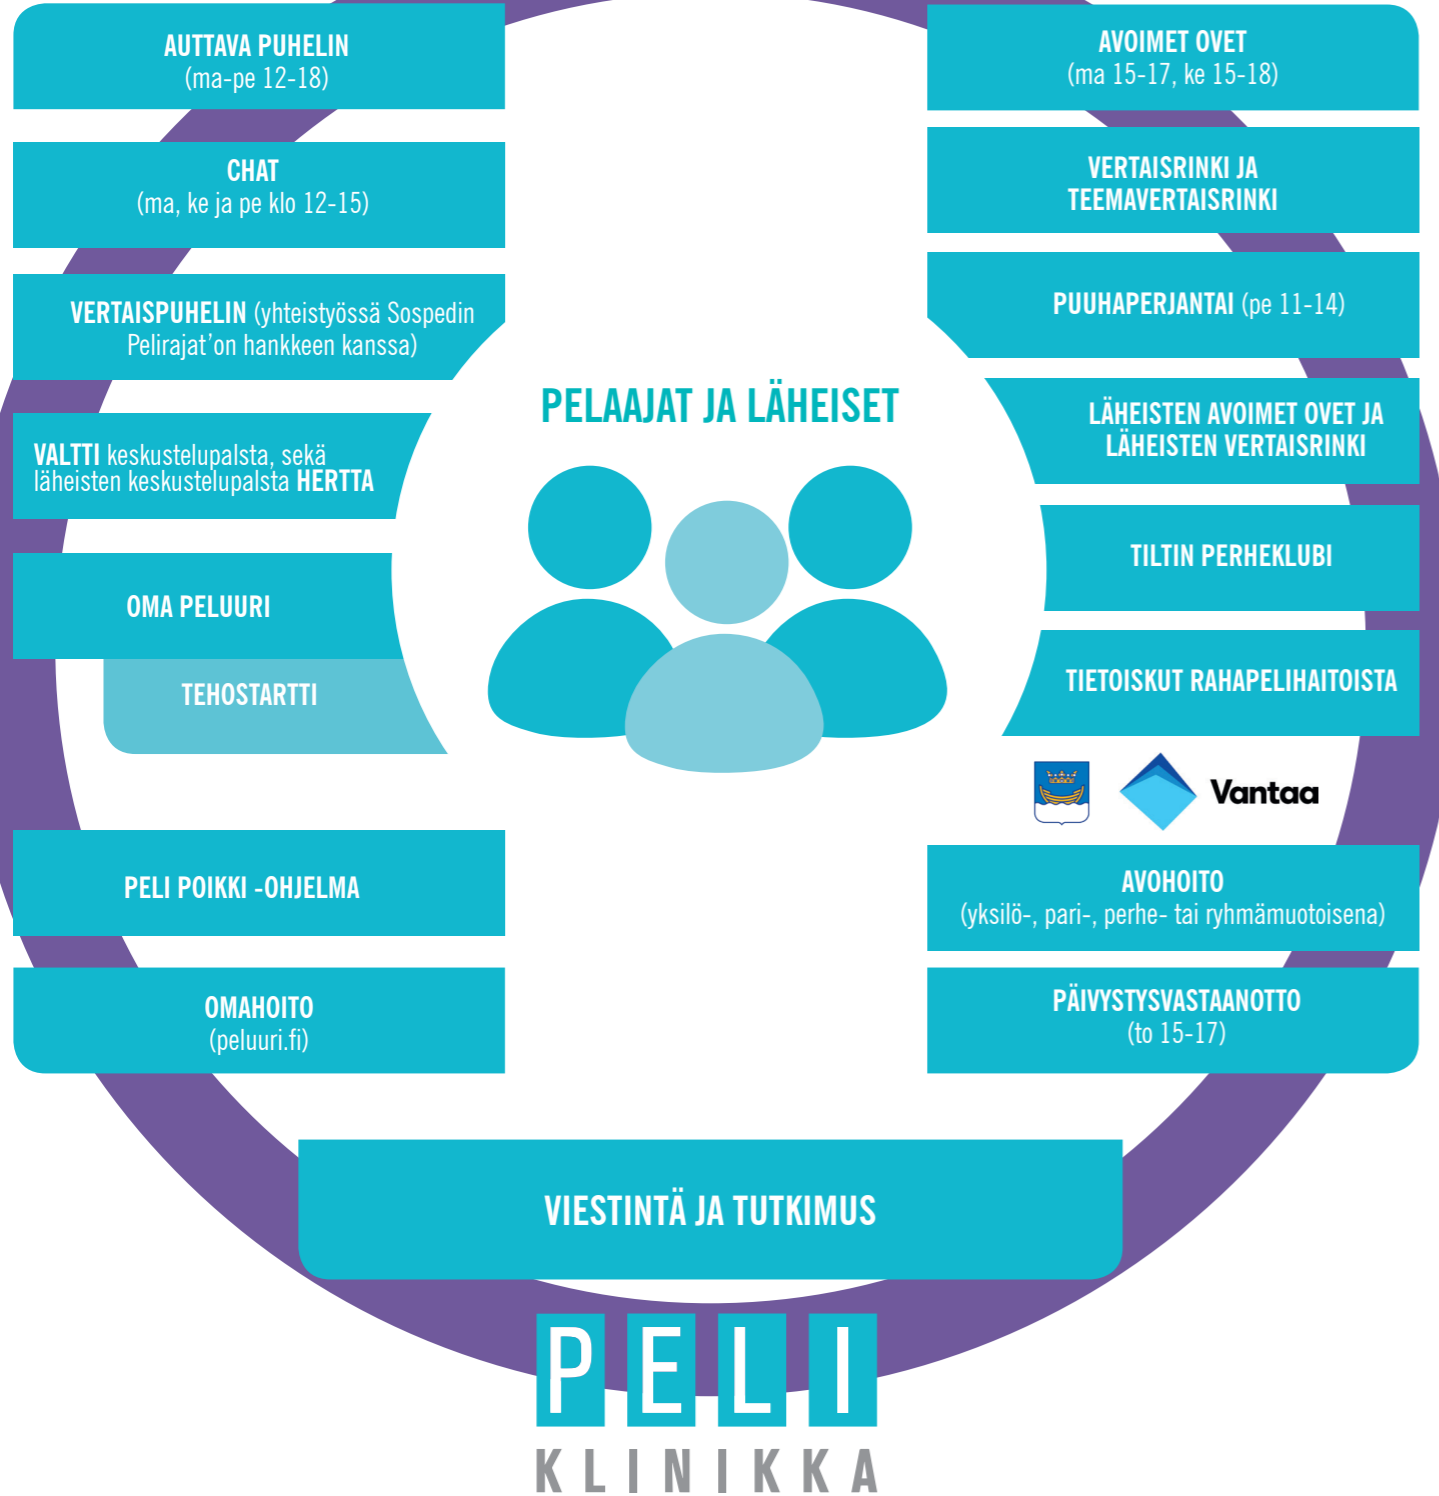 AUTTAVA PUHELIN
(ma-pe 12-18)
CHAT
(ma, ke ja pe klo 12-15)
VERTAISPUHELIN (yhteistyössä Sospedin
Pelirajat'on hankkeen kanssa)
VALTTI keskustelupalsta, sekä
läheisten keskustelupalsta HERTTA
OMA PELUURI
TEHOSTARTTI
PELI POIKKI -OHJELMA
OMAHOITO
(peluuri.fi)
PELAAJAT JA LÄHEISET
AVOIMET OVET
(ma 15-17, ke 15-18)
VERTAISRINKI JA
TEEMAVERTAISRINKI
PUUHAPERJANTAI (pe 11-14)
LÄHEISTEN AVOIMET OVET JA
LÄHEISTEN VERTAISRINKI
TILTIN PERHEKLUBI
TIETOISKUT RAHAPELIHAITOISTA
Vantaa
AVOHOITO
(yksilö-, pari-, perhe- tai ryhmämuotoisena)
PÄIVYSTYSVASTAANOTTO
(to 15-17)
VIESTINTÄ JA TUTKIMUS
PELI
KLINIKKA